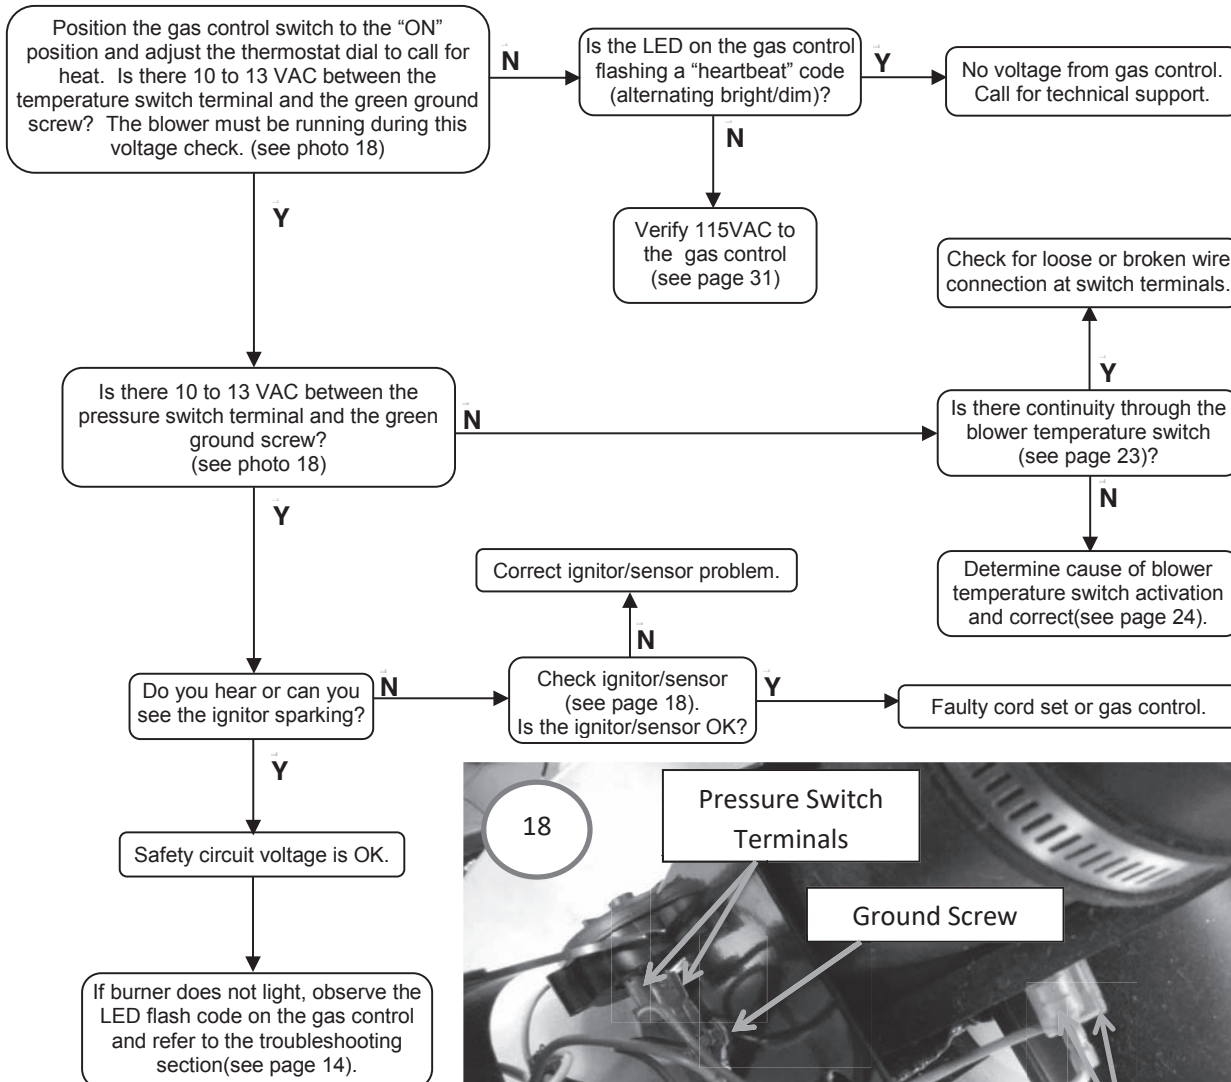 Position the gas control switch to the “ON”
position and adjust the thermostat dial to call for
heat. Is there 10 to 13 VAC between the
temperature switch terminal and the green ground
screw? The blower must be running during this
voltage check. (see photo 18)
N
Is the LED on the gas control
flashing a “heartbeat” code
(alternating bright/dim)?
Y
No voltage from gas control.
Call for technical support.
N
Verify 115VAC to
the gas control
(see page 31)
Y
Check for loose or broken wire
connection at switch terminals.
Y
Is there 10 to 13 VAC between the
pressure switch terminal and the green
ground screw?
(see photo 18)
N
Is there continuity through the
blower temperature switch
(see page 23)?
N
Determine cause of blower
temperature switch activation
and correct(see page 24).
Y
Correct ignitor/sensor problem.
N
Do you hear or can you
see the ignitor sparking?
N
Check ignitor/sensor
(see page 18).
Is the ignitor/sensor OK?
Y
Faulty cord set or gas control.
Y
Safety circuit voltage is OK.
If burner does not light, observe the
LED flash code on the gas control
and refer to the troubleshooting
section(see page 14).
18
Pressure Switch
Terminals
Ground Screw